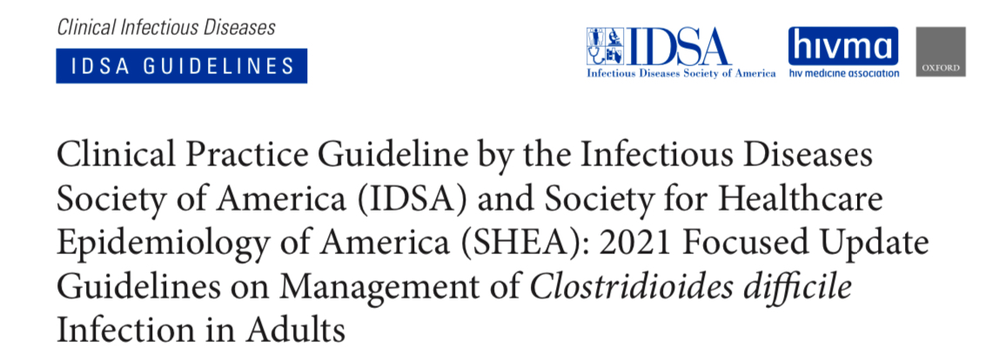 Clinical Infectious Diseases
IDSA GUIDELINES
IDSA
Infectious Diseases Society of America
hivma
hiv medicine association
OXFORD
Clinical Practice Guideline by the Infectious Diseases
Society of America (IDSA) and Society for Healthcare
Epidemiology of America (SHEA): 2021 Focused Update
Guidelines on Management of Clostridioides difficile
Infection in Adults